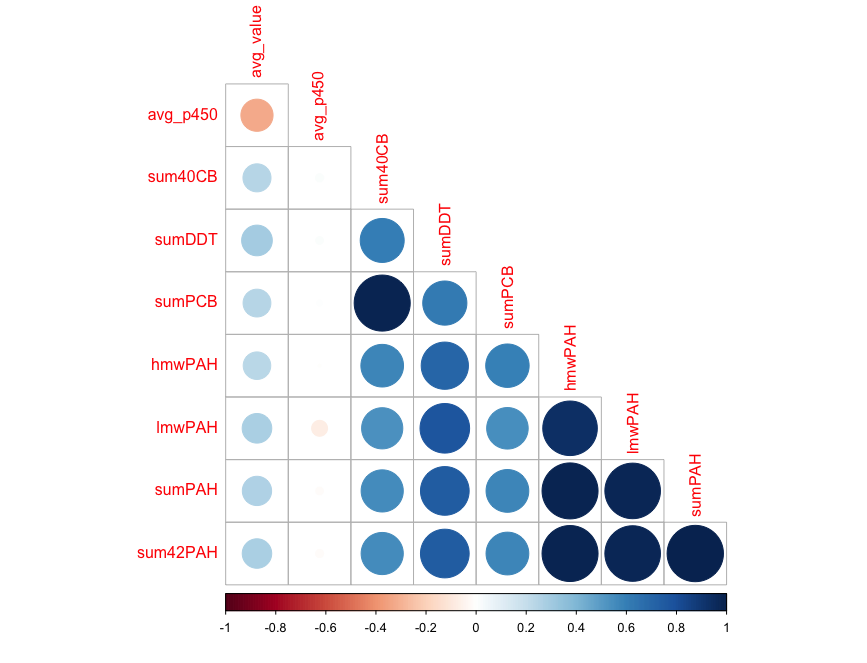 avg_value
avg_p450
sum40CB
sumDDT
sumPCB
hmwPAH
lmwPAH
sumPAH
avg_p450
sum40CB
sumDDT
sumPCB
hmwPAH
lmwPAH
sumPAH
sum42PAH
-1 -0.8 -0.6 -0.4 -0.2 0 0.2 0.4 0.6 0.8 1